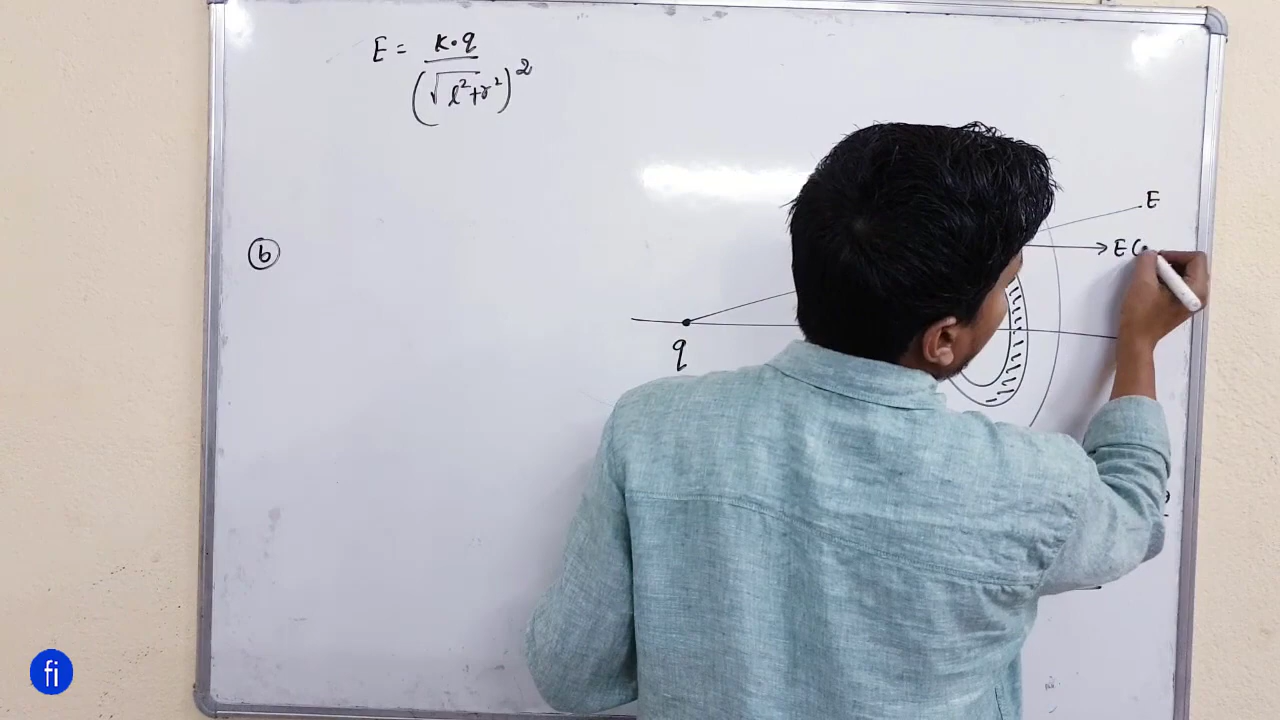 E = K·q / (√l²+r²)²
E
E (
b
q
fi